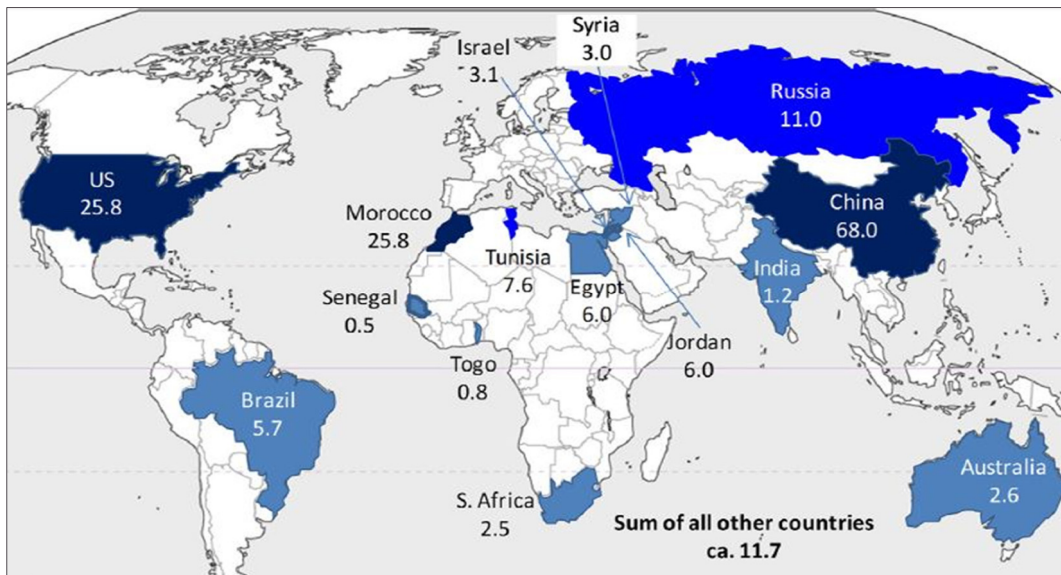 Syria
3.0
Israel
3.1
Russia
11.0
US
25.8
China
68.0
Morocco
25.8
Tunisia
7.6
India
1.2
Egypt
6.0
Senegal
0.5
Jordan
6.0
Togo
0.8
Brazil
5.7
Australia
2.6
S. Africa
2.5
Sum of all other countries
ca. 11.7